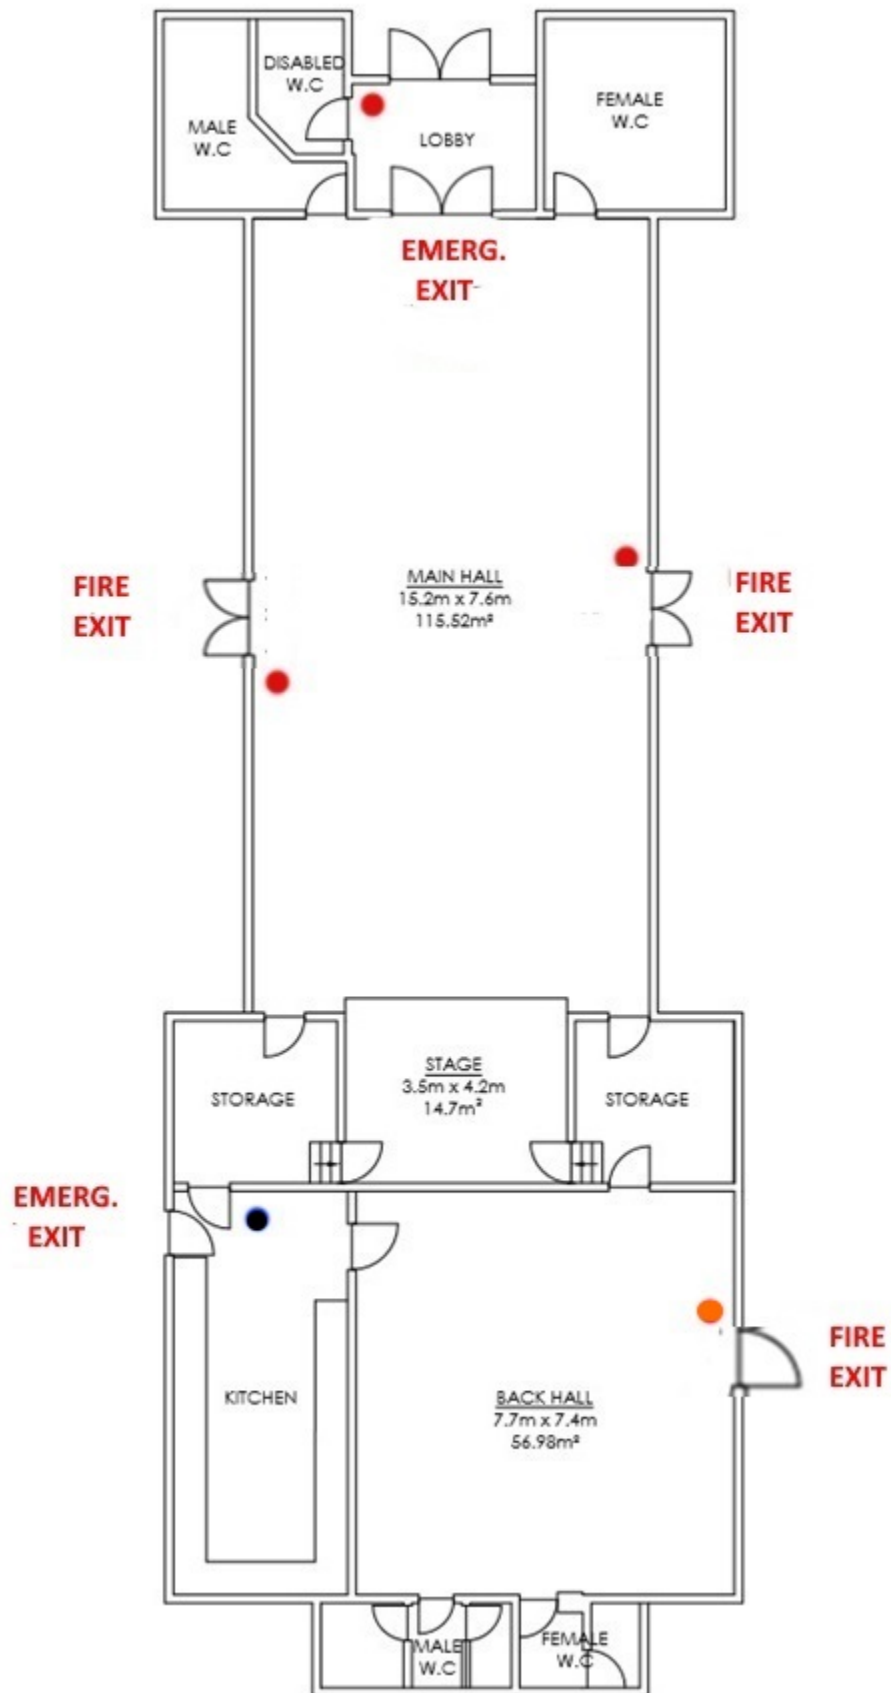 DISABLED
W.C
MALE
W.C
LOBBY
FEMALE
W.C
EMERG.
EXIT
FIRE
EXIT
MAIN HALL
15.2m x 7.6m
115.52m²
FIRE
EXIT
STORAGE
STAGE
3.5m x 4.2m
14.7m²
STORAGE
EMERG.
EXIT
KITCHEN
BACK HALL
7.7m x 7.4m
56.98m²
FIRE
EXIT
MALE
W.C
FEMALE
W.C